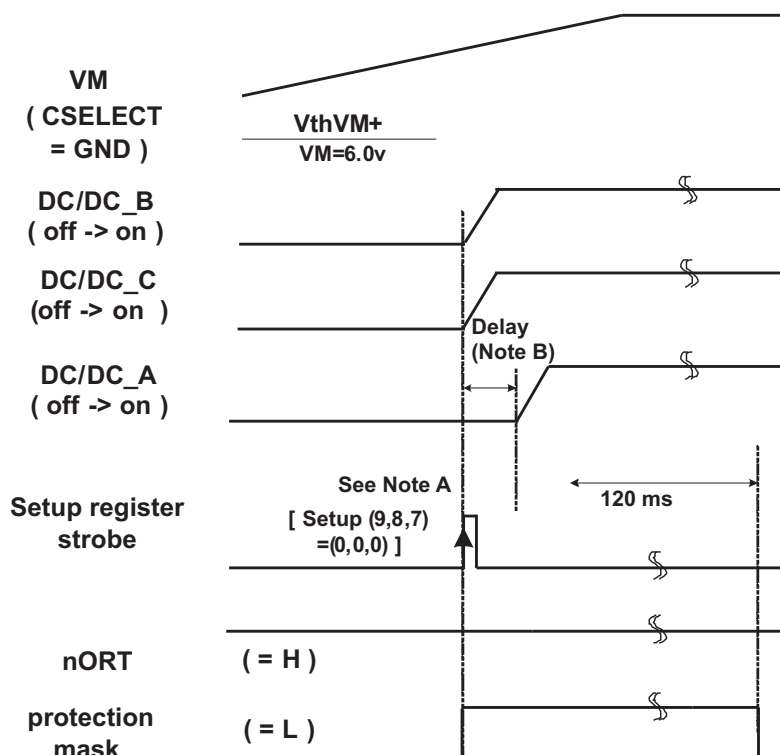 VM
( CSELECT
= GND )
VthVM+
VM=6.0v
DC/DC_B
( off -> on )
DC/DC_C
(off -> on )
Delay
(Note B)
DC/DC_A
( off -> on )
See Note A
120 ms
Setup register
strobe
[ Setup (9,8,7)
=(0,0,0) ]
nORT
( = H )
protection
mask
( = L )